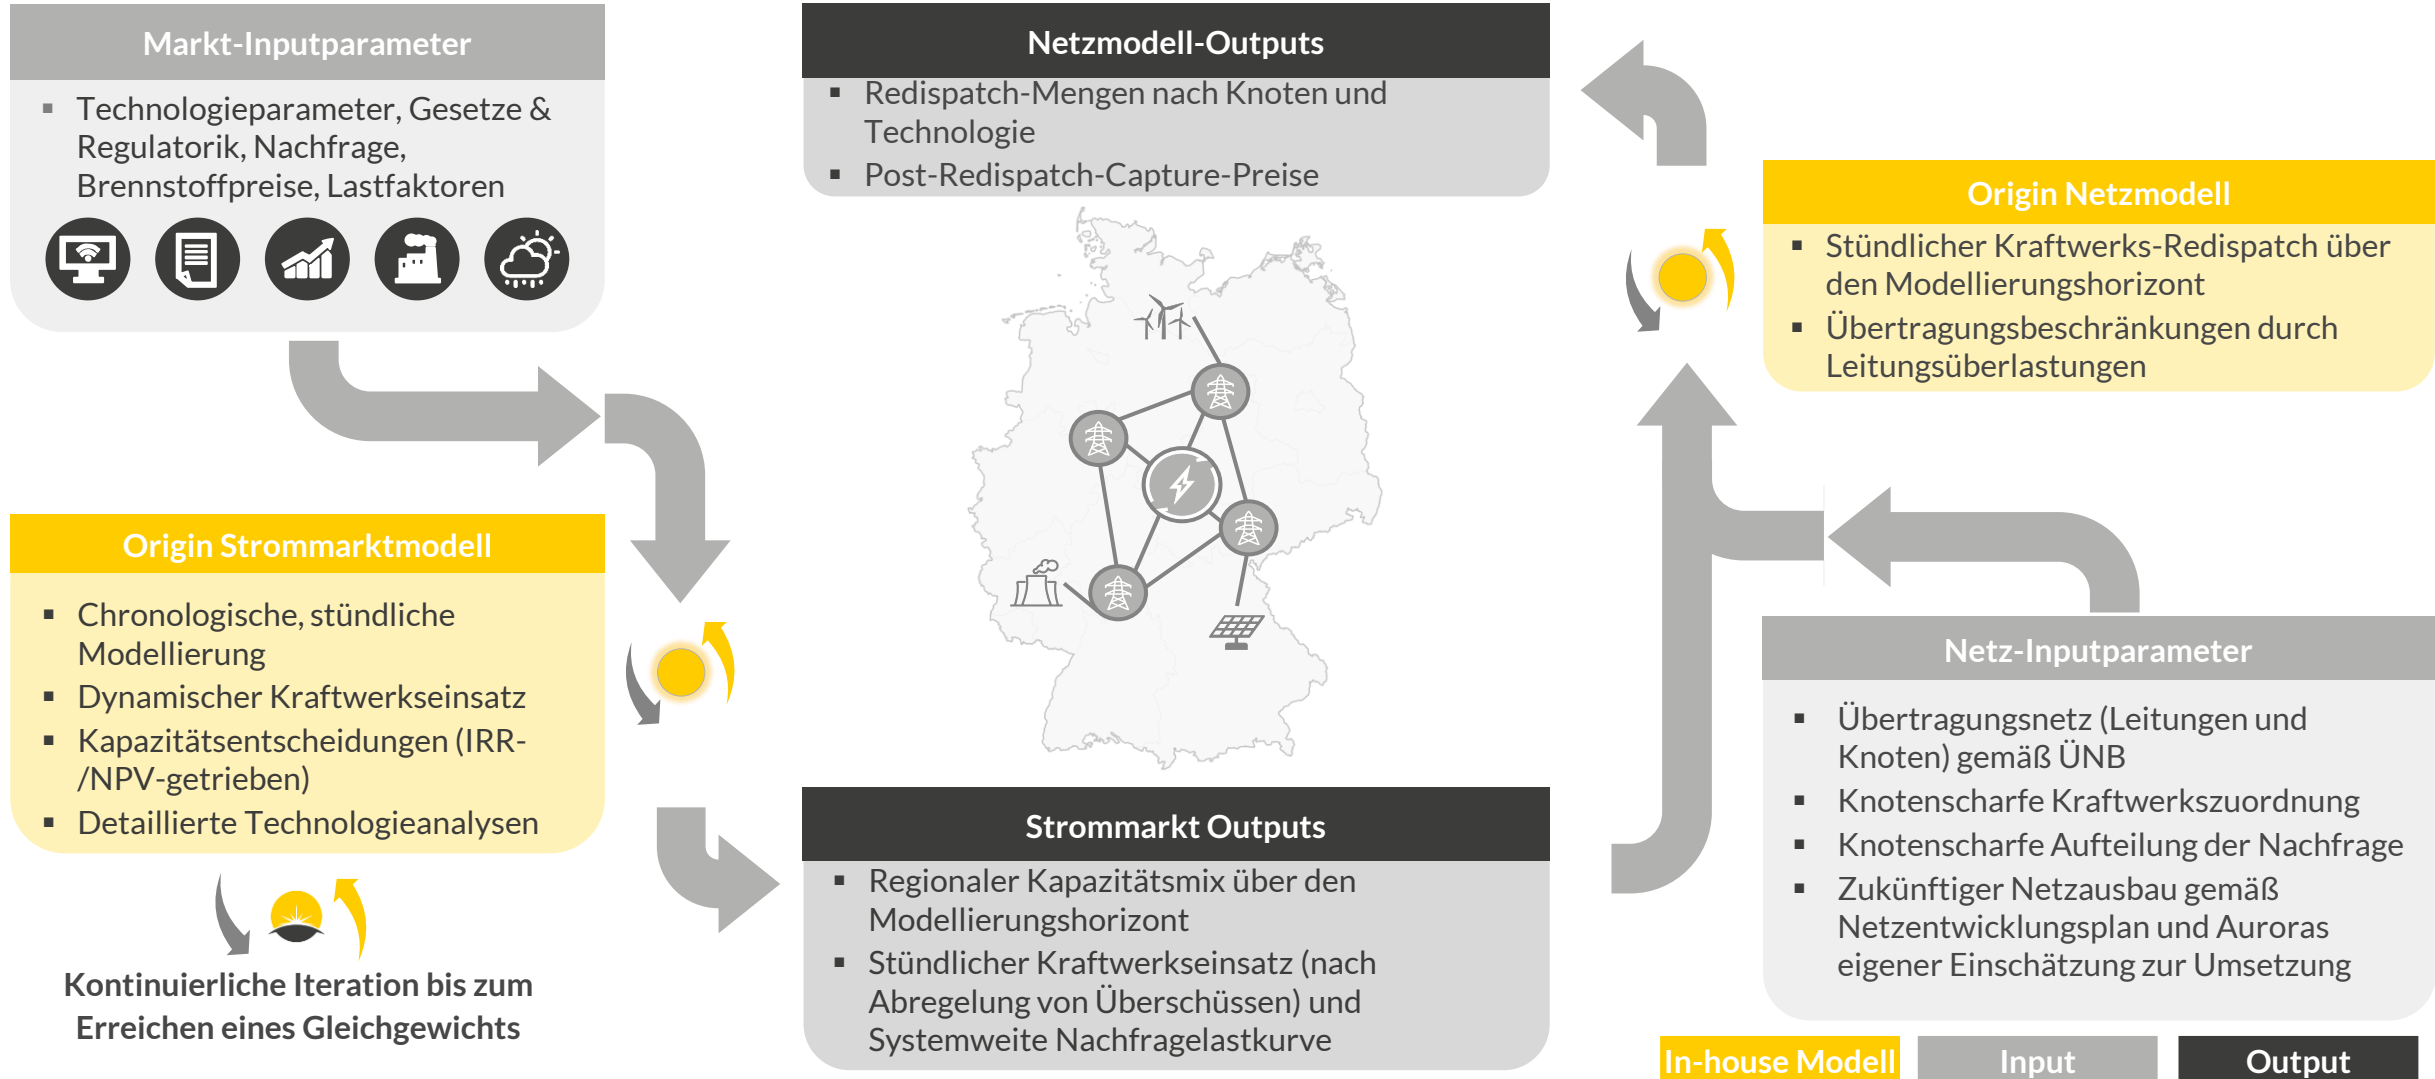 Markt-Inputparameter
Technologieparameter, Gesetze &
Regulatorik, Nachfrage,
Brennstoffpreise, Lastfaktoren
Origin Strommarktmodell
Chronologische, stündliche
Modellierung
Dynamischer Kraftwerkseinsatz
Kapazitätsentscheidungen (IRR-
/NPV-getrieben)
Detaillierte Technologieanalysen
Kontinuierliche Iteration bis zum
Erreichen eines Gleichgewichts
Netzmodell-Outputs
Redispatch-Mengen nach Knoten und
Technologie
Post-Redispatch-Capture-Preise
Strommarkt Outputs
Regionaler Kapazitätsmix über den
Modellierungshorizont
Stündlicher Kraftwerkseinsatz (nach
Abregelung von Überschüssen) und
Systemweite Nachfragelastkurve
Origin Netzmodell
Stündlicher Kraftwerks-Redispatch über
den Modellierungshorizont
Übertragungsbeschränkungen durch
Leitungsüberlastungen
Netz-Inputparameter
Übertragungsnetz (Leitungen und
Knoten) gemäß ÜNB
Knotenscharfe Kraftwerkszuordnung
Knotenscharfe Aufteilung der Nachfrage
Zukünftiger Netzausbau gemäß
Netzentwicklungsplan und Auroras
eigener Einschätzung zur Umsetzung
In-house Modell
Input
Output